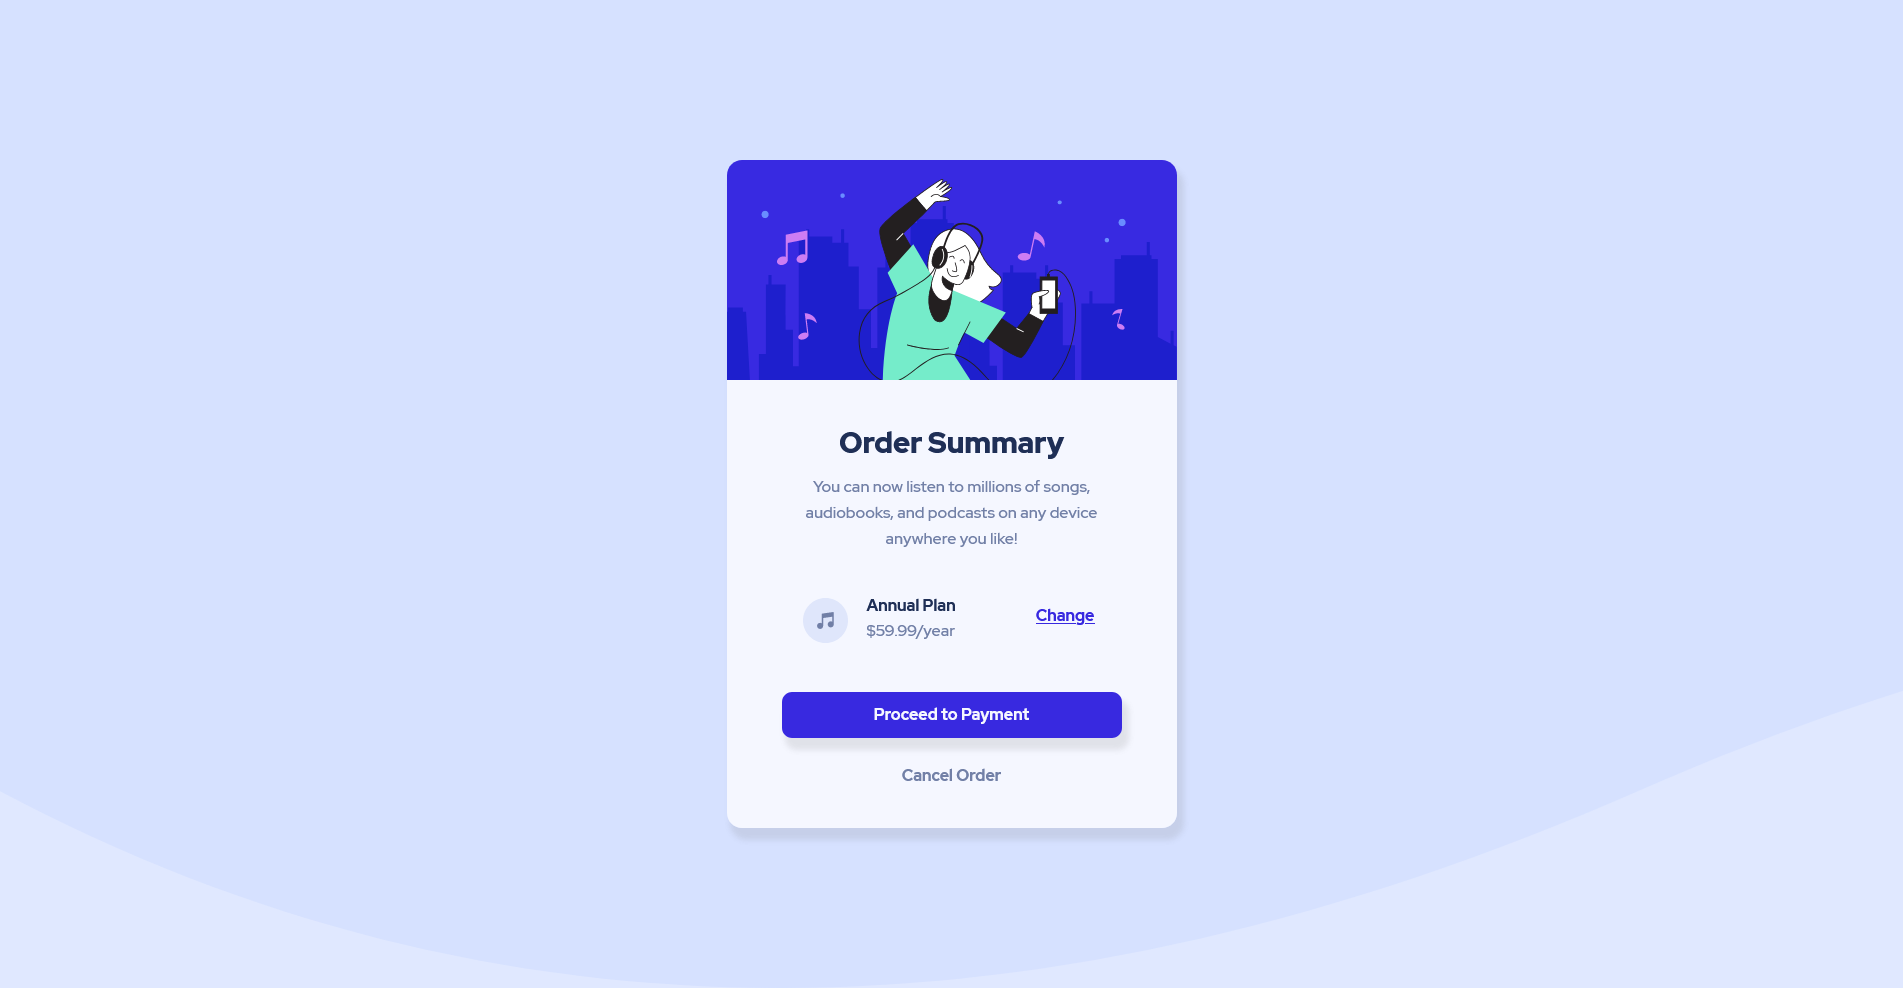 Order Summary
You can now listen to millions of songs,
audiobooks, and podcasts on any device
anywhere you like!
Annual Plan
$59.99/year
Change
Proceed to Payment
Cancel Order